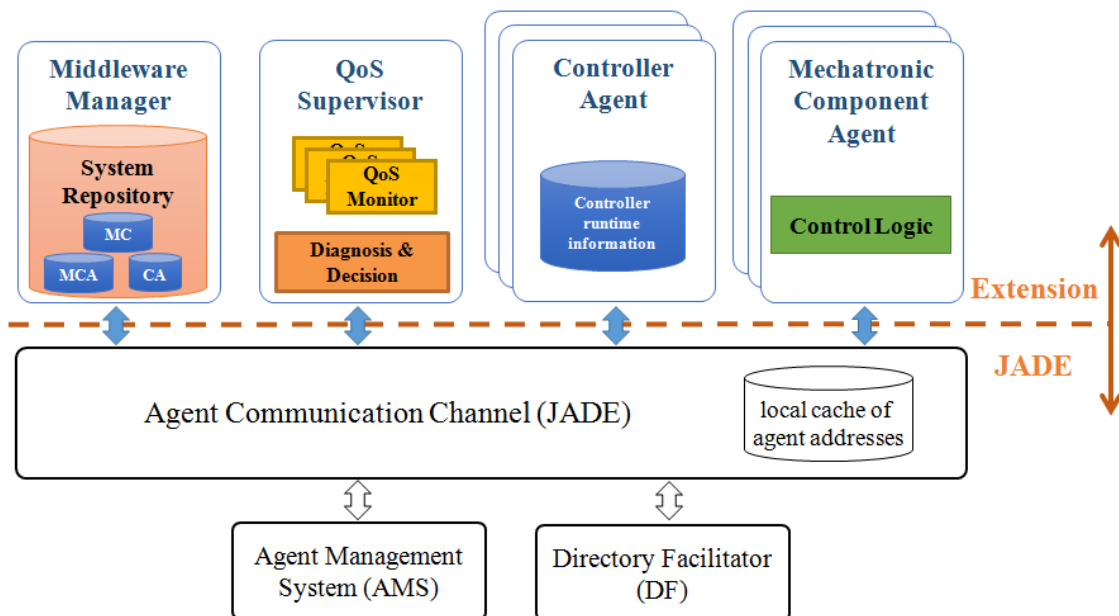 Middleware
Manager
System
Repository
MC
MCA
CA
QoS
Supervisor
QoS
QoS
QoS
Monitor
Diagnosis &
Decision
Controller
Agent
Controller
runtime
information
Mechatronic
Component
Agent
Control Logic
Extension
JADE
Agent Communication Channel (JADE)
local cache of
agent addresses
Agent Management
System (AMS)
Directory Facilitator
(DF)